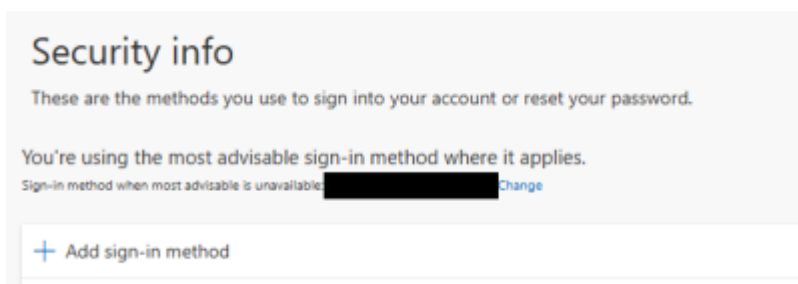 Security info
These are the methods you use to sign into your account or reset your password.
You're using the most advisable sign-in method where it applies.
Sign-in method when most advisable is unavailable: Change
+ Add sign-in method